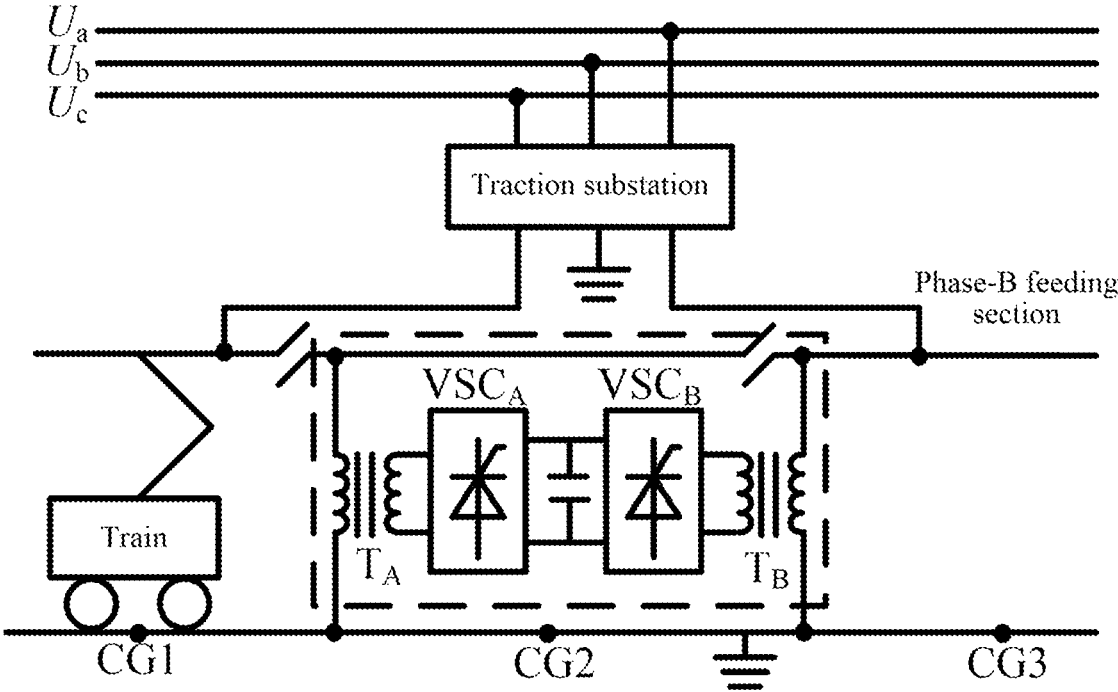 Ua
Ub
Uc
Traction substation
Phase-B feeding
section
VSCA
VSCB
Train
TA
TB
CG1
CG2
CG3